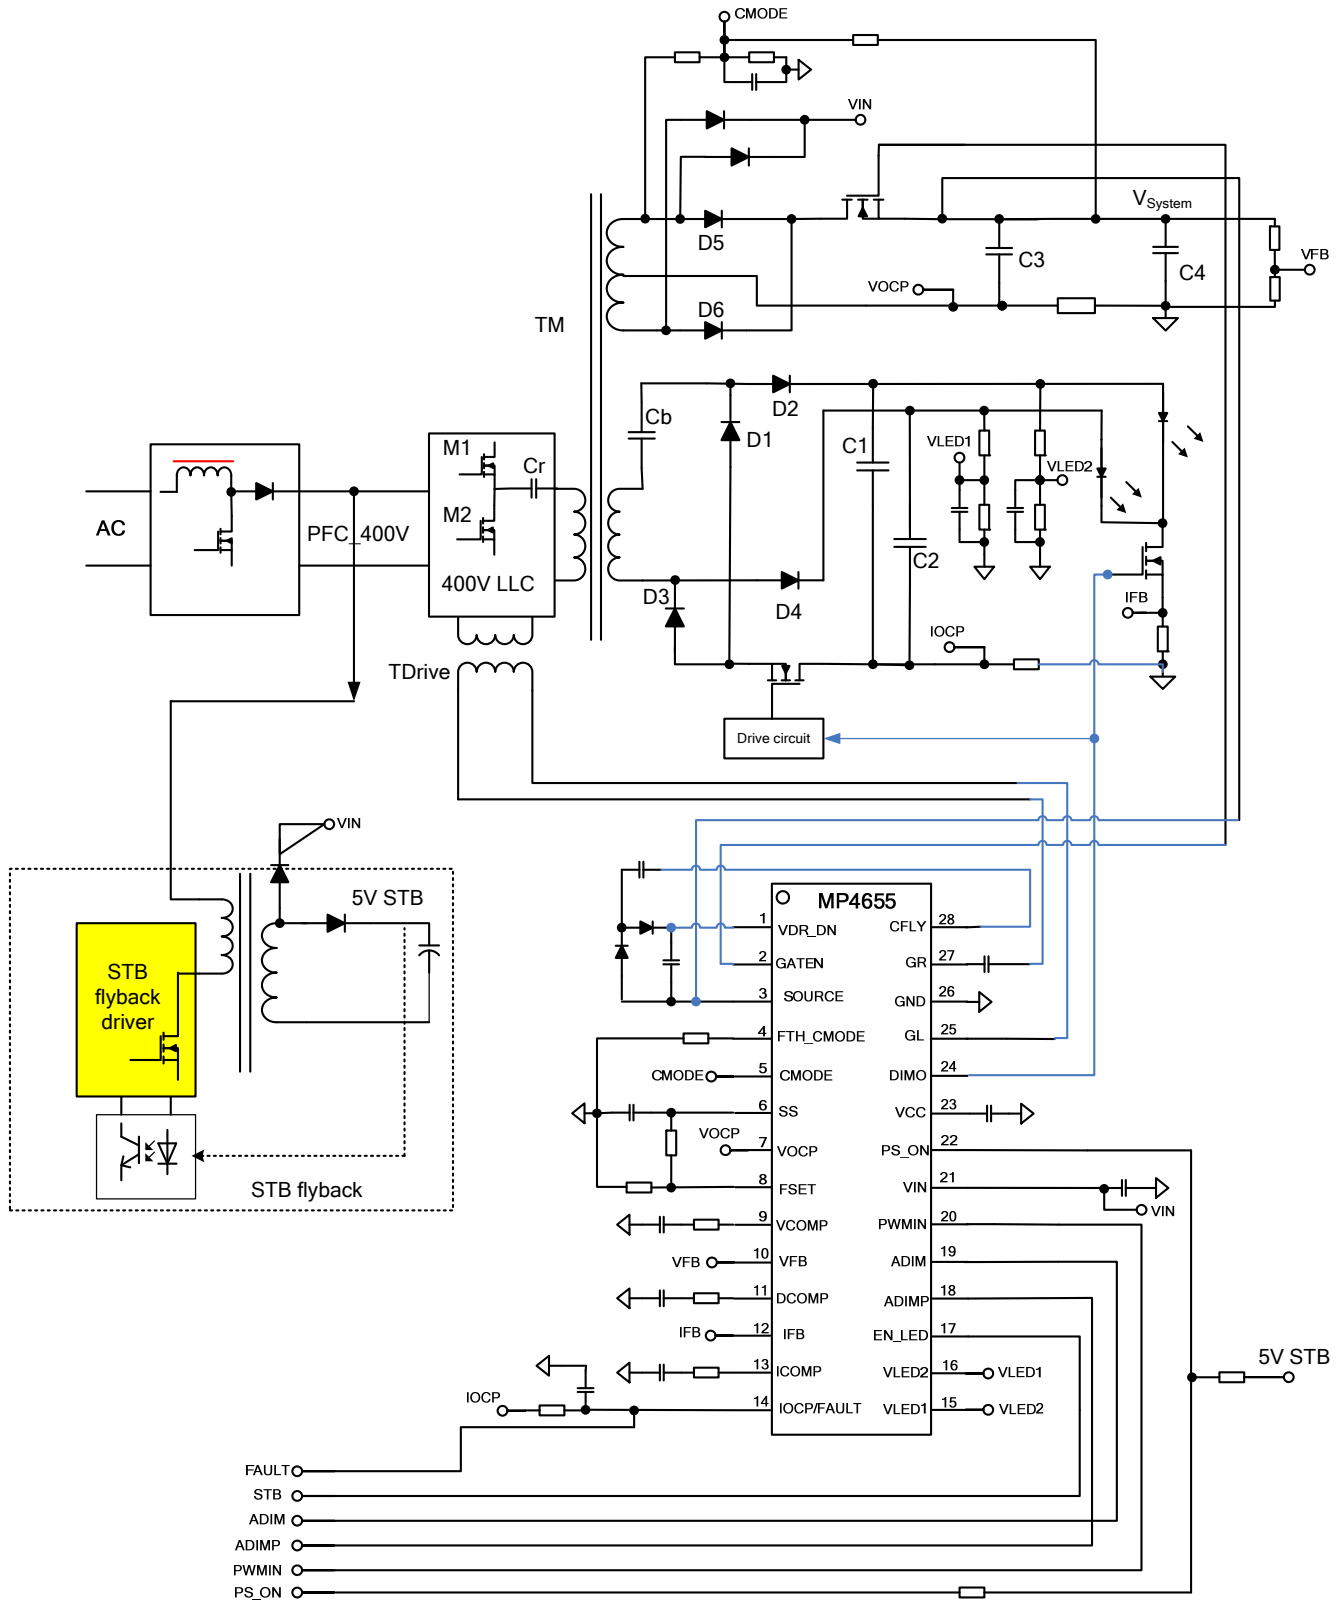 CMODE
VIN
V_System
D5
C3
C4
VFB
VOCP
D6
TM
D2
Cb
D1
C1
VLED1
VLED2
M1
Cr
M2
AC
PFC_400V
400V LLC
C2
D3
D4
IFB
IOCP
TDrive
Drive circuit
VIN
5V STB
STB
flyback
driver
STB flyback
MP4655
1 VDR_DN
CFLY 28
2 GATEN
GR 27
3 SOURCE
GND 26
4 FTH_CMODE
GL 25
CMODE 5 CMODE
DIMO 24
6 SS
VCC 23
VOCP 7 VOCP
PS_ON 22
8 FSET
VIN 21
VIN
9 VCOMP
PWMIN 20
VFB 10 VFB
ADIM 19
11 DCOMP
ADIMP 18
IFB 12 IFB
EN_LED 17
13 ICOMP
VLED2 16 VLED1
IOCP 14 IOCP/FAULT
VLED1 15 VLED2
5V STB
FAULT
STB
ADIM
ADIMP
PWMIN
PS_ON